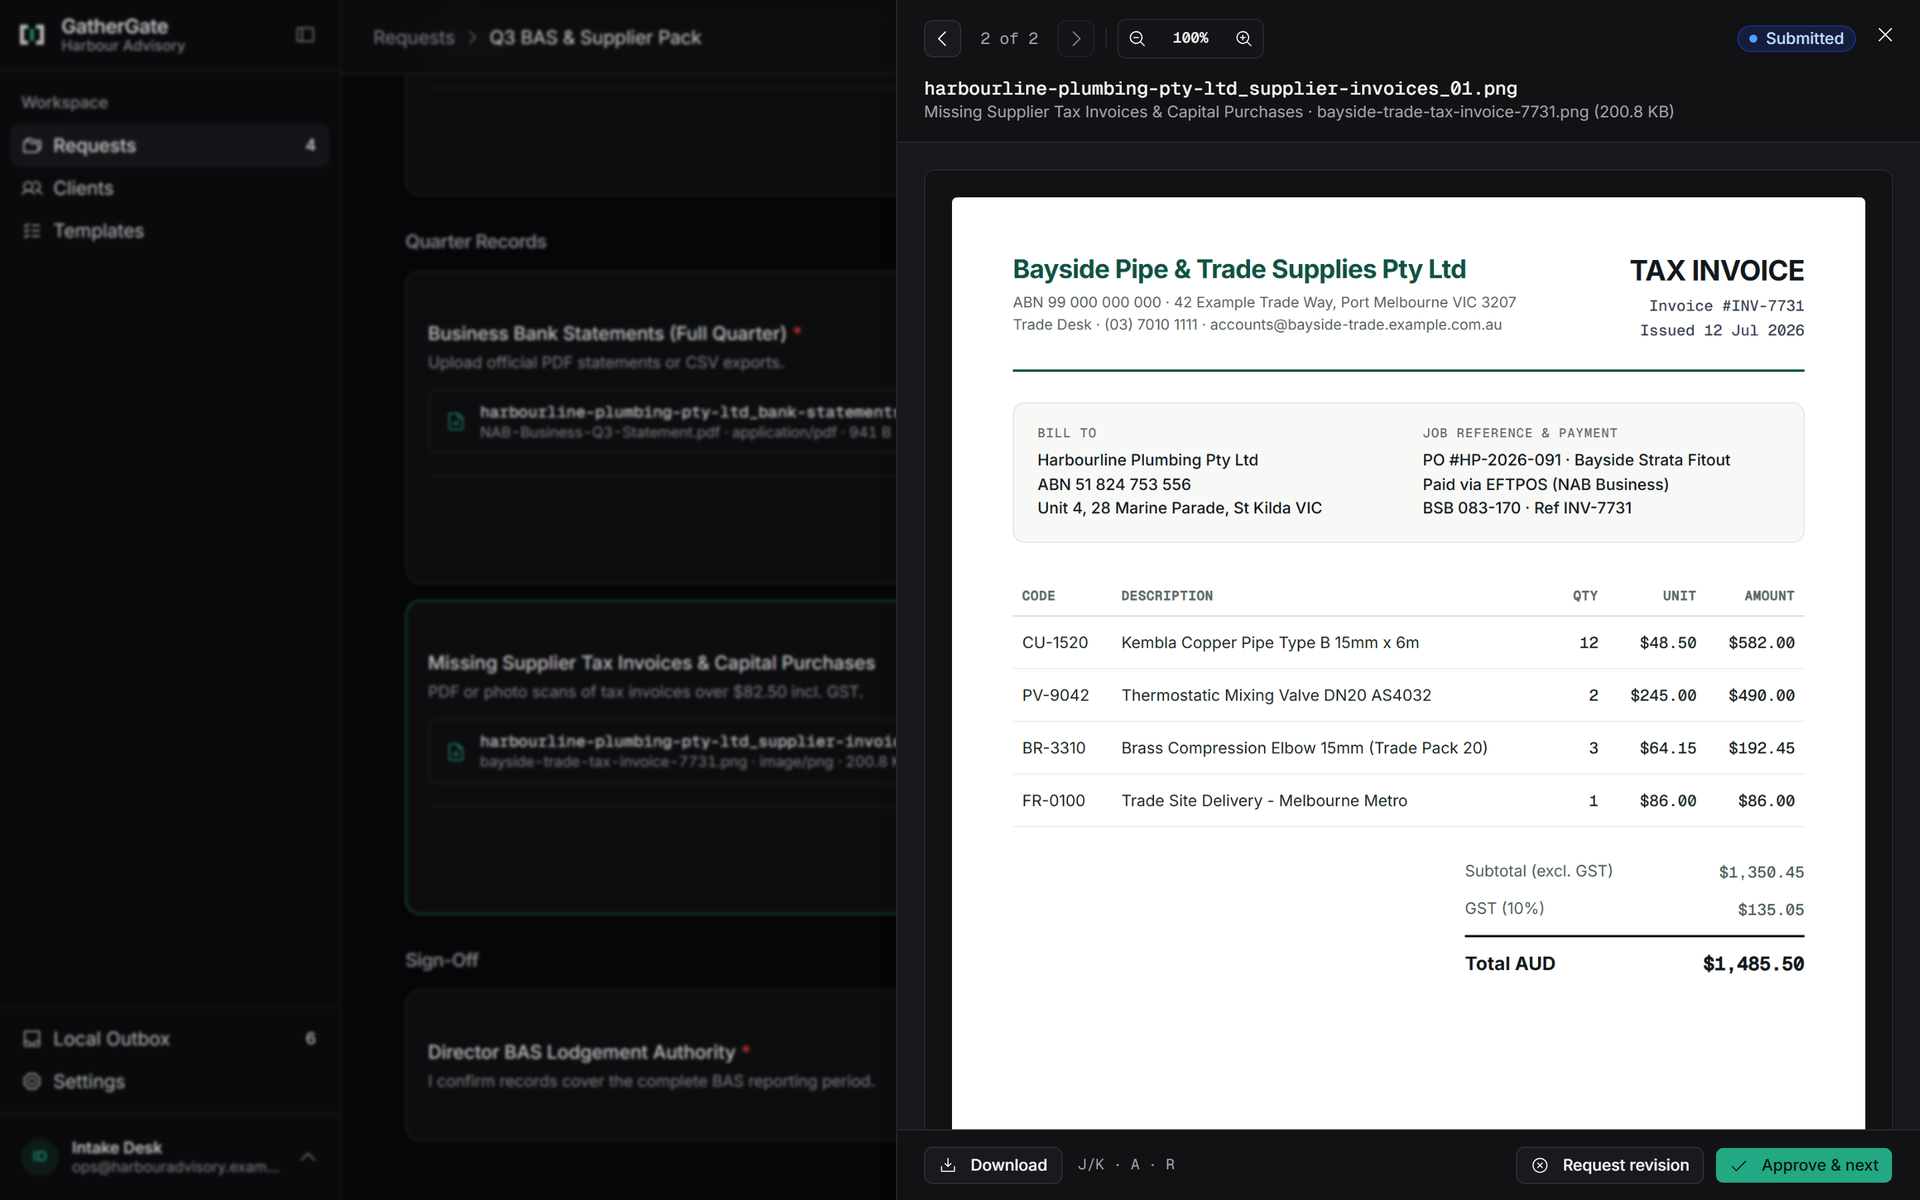 GatherGate
Harbour Advisory
Workspace
Requests 4
Clients
Templates
Local Outbox 6
Settings
ID
Intake Desk
ops@harbouradvisory.exam...
Requests > Q3 BAS & Supplier Pack
Quarter Records
Business Bank Statements (Full Quarter) *
Upload official PDF statements or CSV exports.
harbourline-plumbing-pty-ltd_bank-statements
NAB-Business-Q3-Statement.pdf · application/pdf · 941 B
Missing Supplier Tax Invoices & Capital Purchases
PDF or photo scans of tax invoices over $82.50 incl. GST.
harbourline-plumbing-pty-ltd_supplier-invoic
bayside-trade-tax-invoice-7731.png · image/png · 200.8 K
Sign-Off
Director BAS Lodgement Authority *
I confirm records cover the complete BAS reporting period.
2 of 2
100%
Submitted
harbourline-plumbing-pty-ltd_supplier-invoices_01.png
Missing Supplier Tax Invoices & Capital Purchases · bayside-trade-tax-invoice-7731.png (200.8 KB)
Bayside Pipe & Trade Supplies Pty Ltd
ABN 99 000 000 000 · 42 Example Trade Way, Port Melbourne VIC 3207
Trade Desk · (03) 7010 1111 · accounts@bayside-trade.example.com.au
TAX INVOICE
Invoice #INV-7731
Issued 12 Jul 2026
BILL TO
Harbourline Plumbing Pty Ltd
ABN 51 824 753 556
Unit 4, 28 Marine Parade, St Kilda VIC
JOB REFERENCE & PAYMENT
PO #HP-2026-091 · Bayside Strata Fitout
Paid via EFTPOS (NAB Business)
BSB 083-170 · Ref INV-7731
CODE DESCRIPTION QTY UNIT AMOUNT
CU-1520 Kembla Copper Pipe Type B 15mm x 6m 12 $48.50 $582.00
PV-9042 Thermostatic Mixing Valve DN20 AS4032 2 $245.00 $490.00
BR-3310 Brass Compression Elbow 15mm (Trade Pack 20) 3 $64.15 $192.45
FR-0100 Trade Site Delivery - Melbourne Metro 1 $86.00 $86.00
Subtotal (excl. GST) $1,350.45
GST (10%) $135.05
Total AUD $1,485.50
Download
J/K · A · R
Request revision
Approve & next